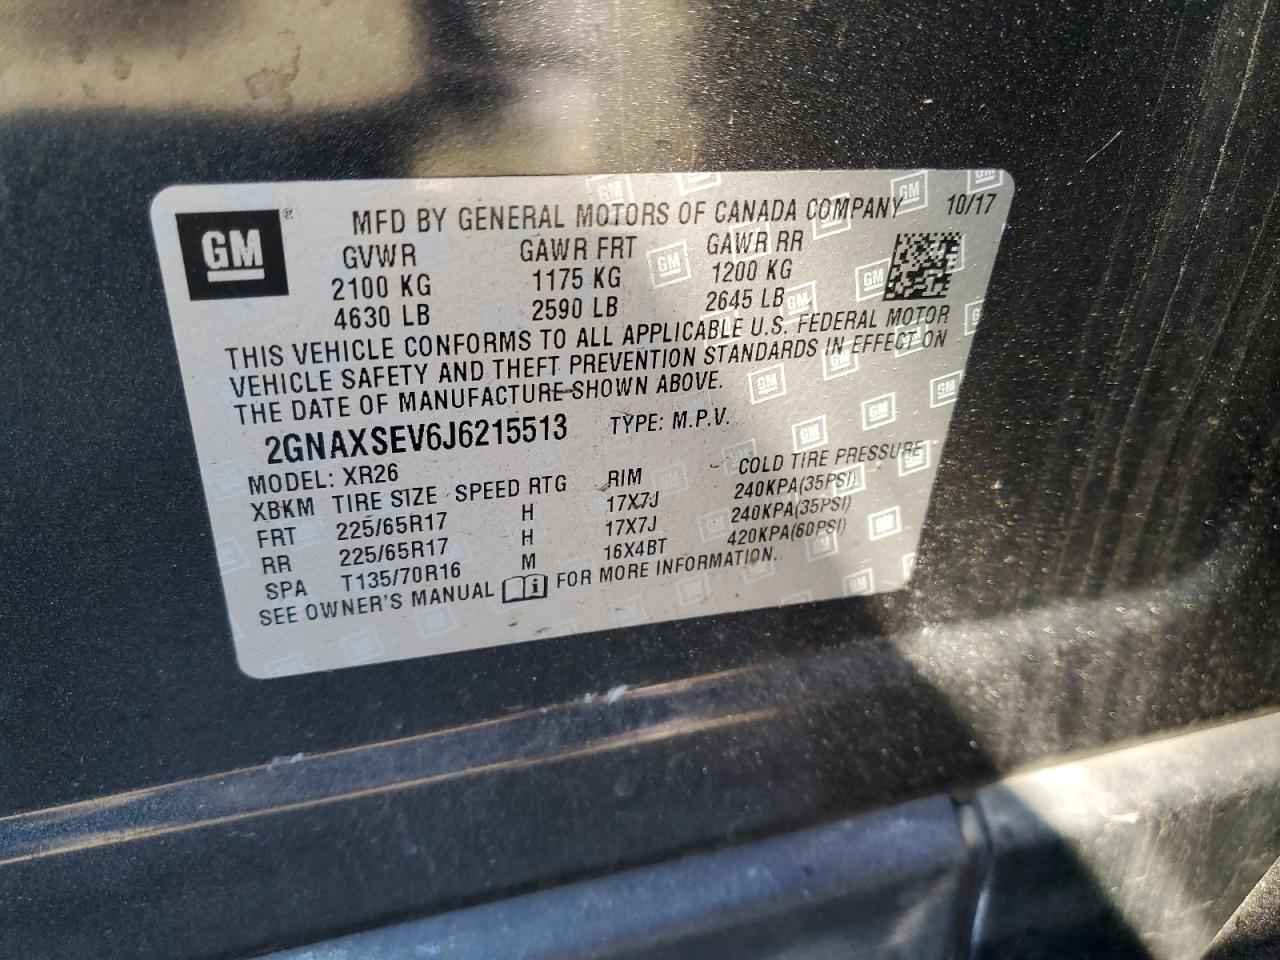 GM ® MFD BY GENERAL MOTORS OF CANADA COMPANY 10/17
GVWR GAWR FRT GAWR RR
2100 KG 1175 KG 1200 KG
4630 LB 2590 LB 2645 LB
THIS VEHICLE CONFORMS TO ALL APPLICABLE U.S. FEDERAL MOTOR
VEHICLE SAFETY AND THEFT PREVENTION STANDARDS IN EFFECT ON
THE DATE OF MANUFACTURE SHOWN ABOVE.
2GNAXSEV6J6215513 TYPE: M.P.V.
MODEL: XR26
XBKM TIRE SIZE SPEED RTG RIM COLD TIRE PRESSURE
FRT 225/65R17 H 17X7J 240KPA(35PSI)
RR 225/65R17 H 17X7J 240KPA(35PSI)
SPA T135/70R16 M 16X4BT 420KPA(60PSI)
SEE OWNER'S MANUAL i FOR MORE INFORMATION.